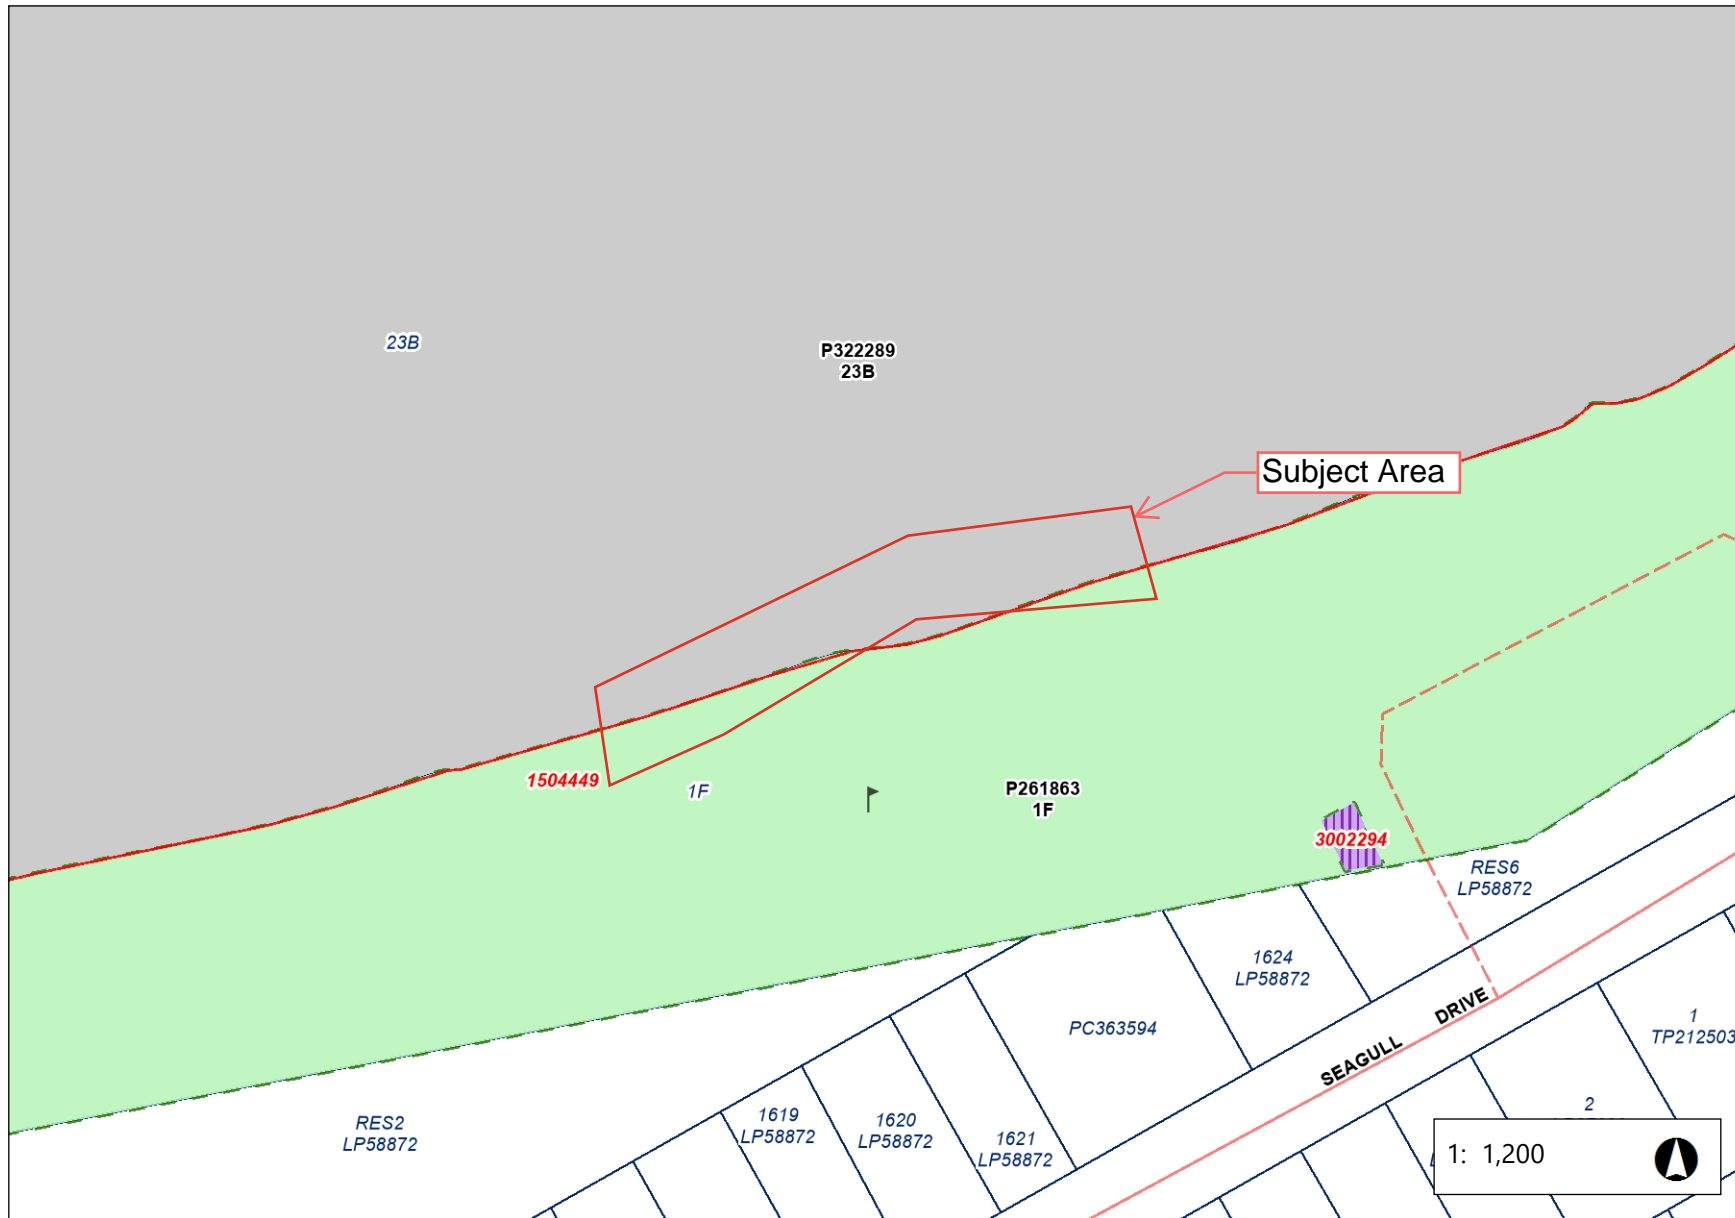 23B
P322289
23B
Subject Area
1504449
1F
P261863
1F
3002294
RES6
LP58872
1624
LP58872
PC363594
SEAGULL DRIVE
1
TP212503
RES2
LP58872
1619
LP58872
1620
LP58872
1621
LP58872
2
1: 1,200